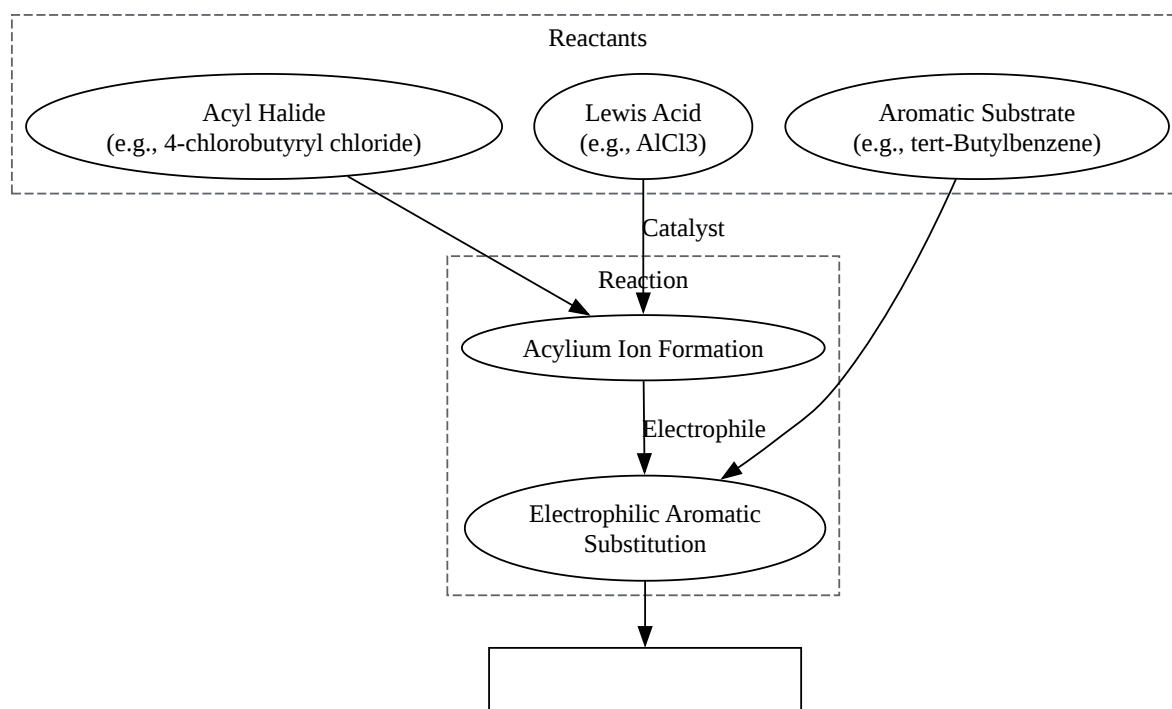 Reactants
Acyl Halide
(e.g., 4-chlorobutyryl chloride)
Lewis Acid
(e.g., AlCl3)
Aromatic Substrate
(e.g., tert-Butylbenzene)
Catalyst
Reaction
Acylium Ion Formation
Electrophile
Electrophilic Aromatic
Substitution